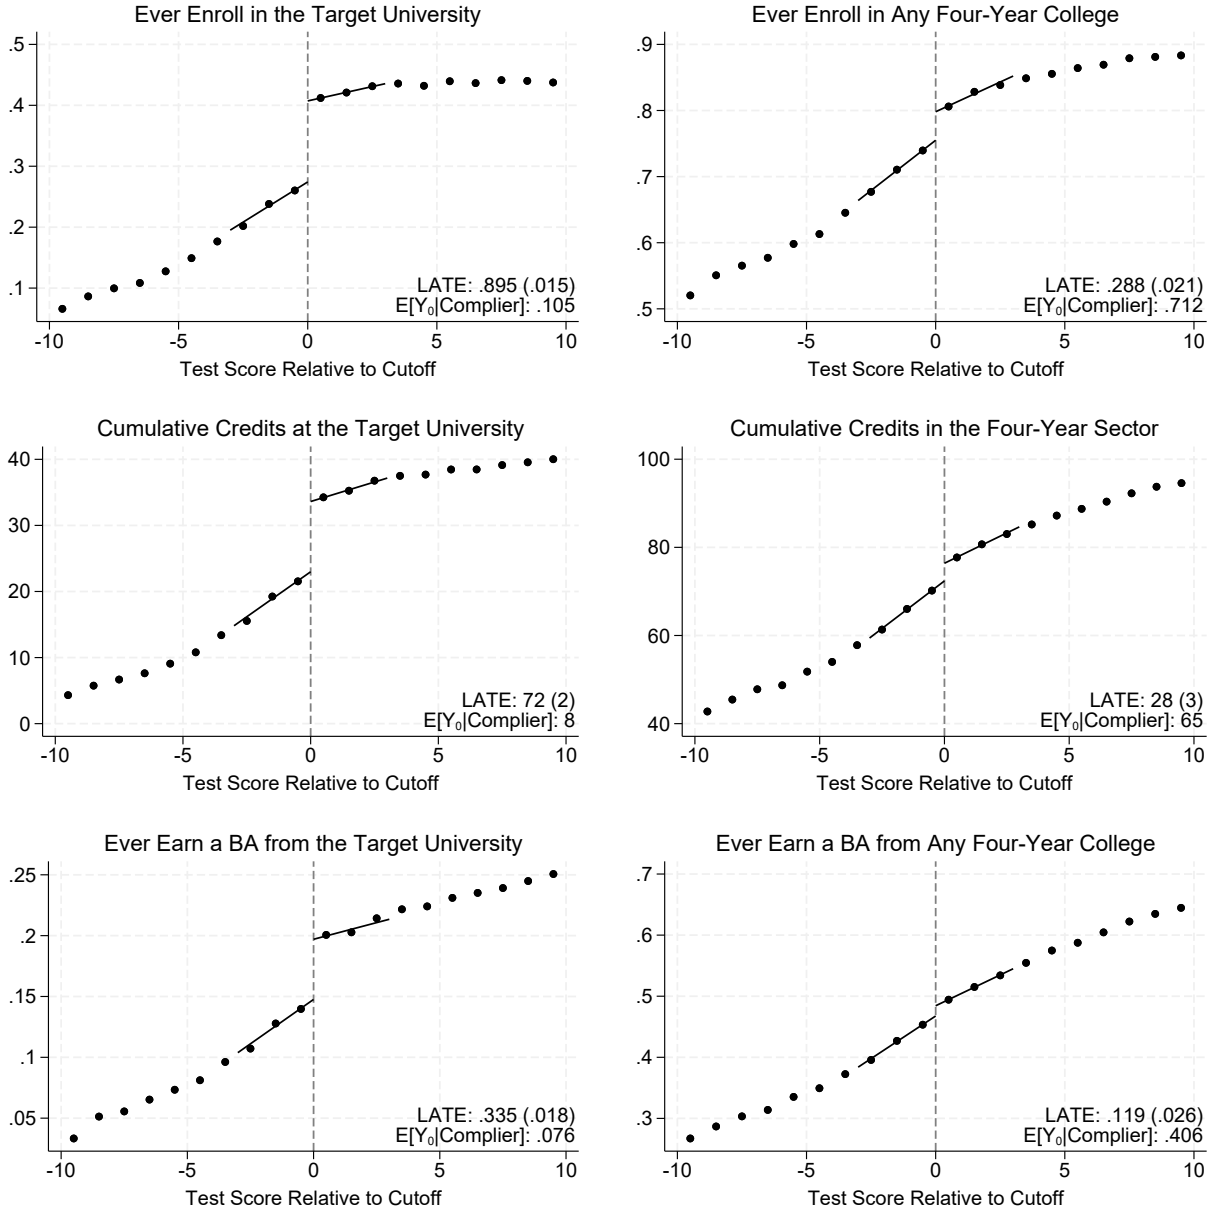 Ever Enroll in the Target University
.5
.4
.3
.2
.1
LATE: .895 (.015)
E[Y₀|Complier]: .105
-10 -5 0 5 10
Test Score Relative to Cutoff
Ever Enroll in Any Four-Year College
.9
.8
.7
.6
.5
LATE: .288 (.021)
E[Y₀|Complier]: .712
-10 -5 0 5 10
Test Score Relative to Cutoff
Cumulative Credits at the Target University
40
30
20
10
0
LATE: 72 (2)
E[Y₀|Complier]: 8
-10 -5 0 5 10
Test Score Relative to Cutoff
Cumulative Credits in the Four-Year Sector
100
80
60
40
LATE: 28 (3)
E[Y₀|Complier]: 65
-10 -5 0 5 10
Test Score Relative to Cutoff
Ever Earn a BA from the Target University
.25
.2
.15
.1
.05
LATE: .335 (.018)
E[Y₀|Complier]: .076
-10 -5 0 5 10
Test Score Relative to Cutoff
Ever Earn a BA from Any Four-Year College
.7
.6
.5
.4
.3
LATE: .119 (.026)
E[Y₀|Complier]: .406
-10 -5 0 5 10
Test Score Relative to Cutoff